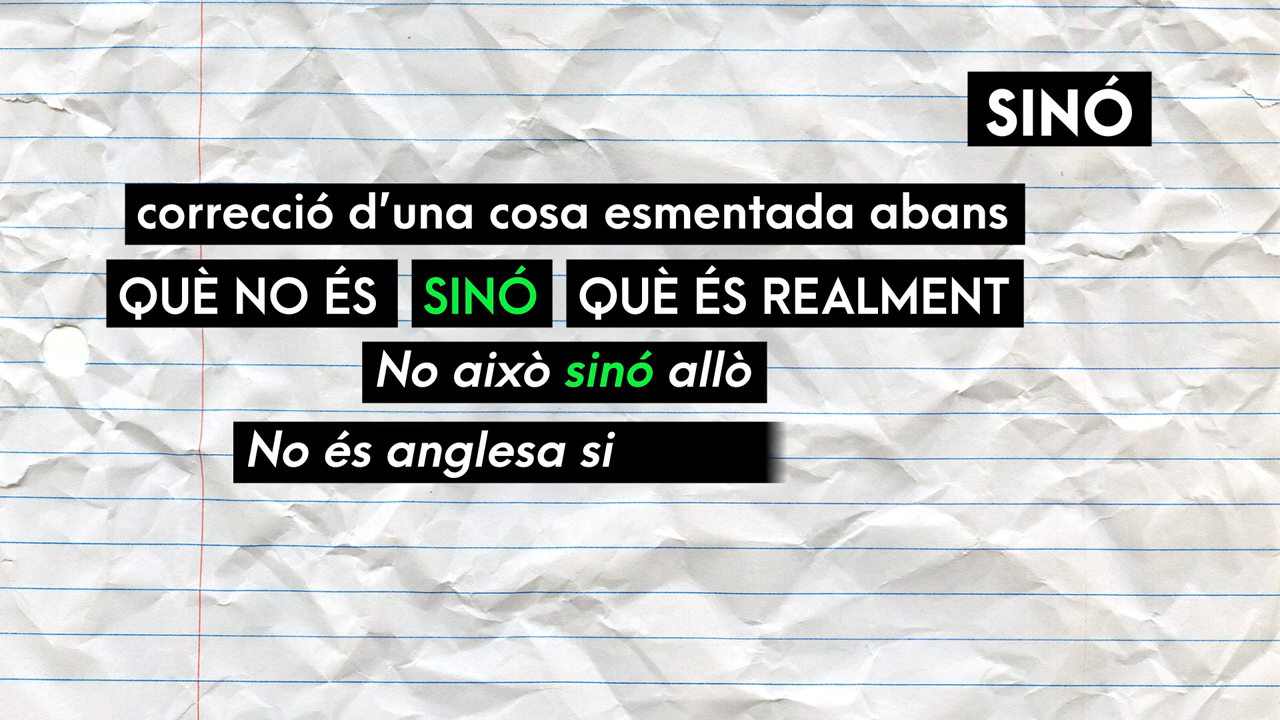 SINÓ
correcció d'una cosa esmentada abans
QUÈ NO ÉS SINÓ QUÈ ÉS REALMENT
No això sinó allò
No és anglesa si